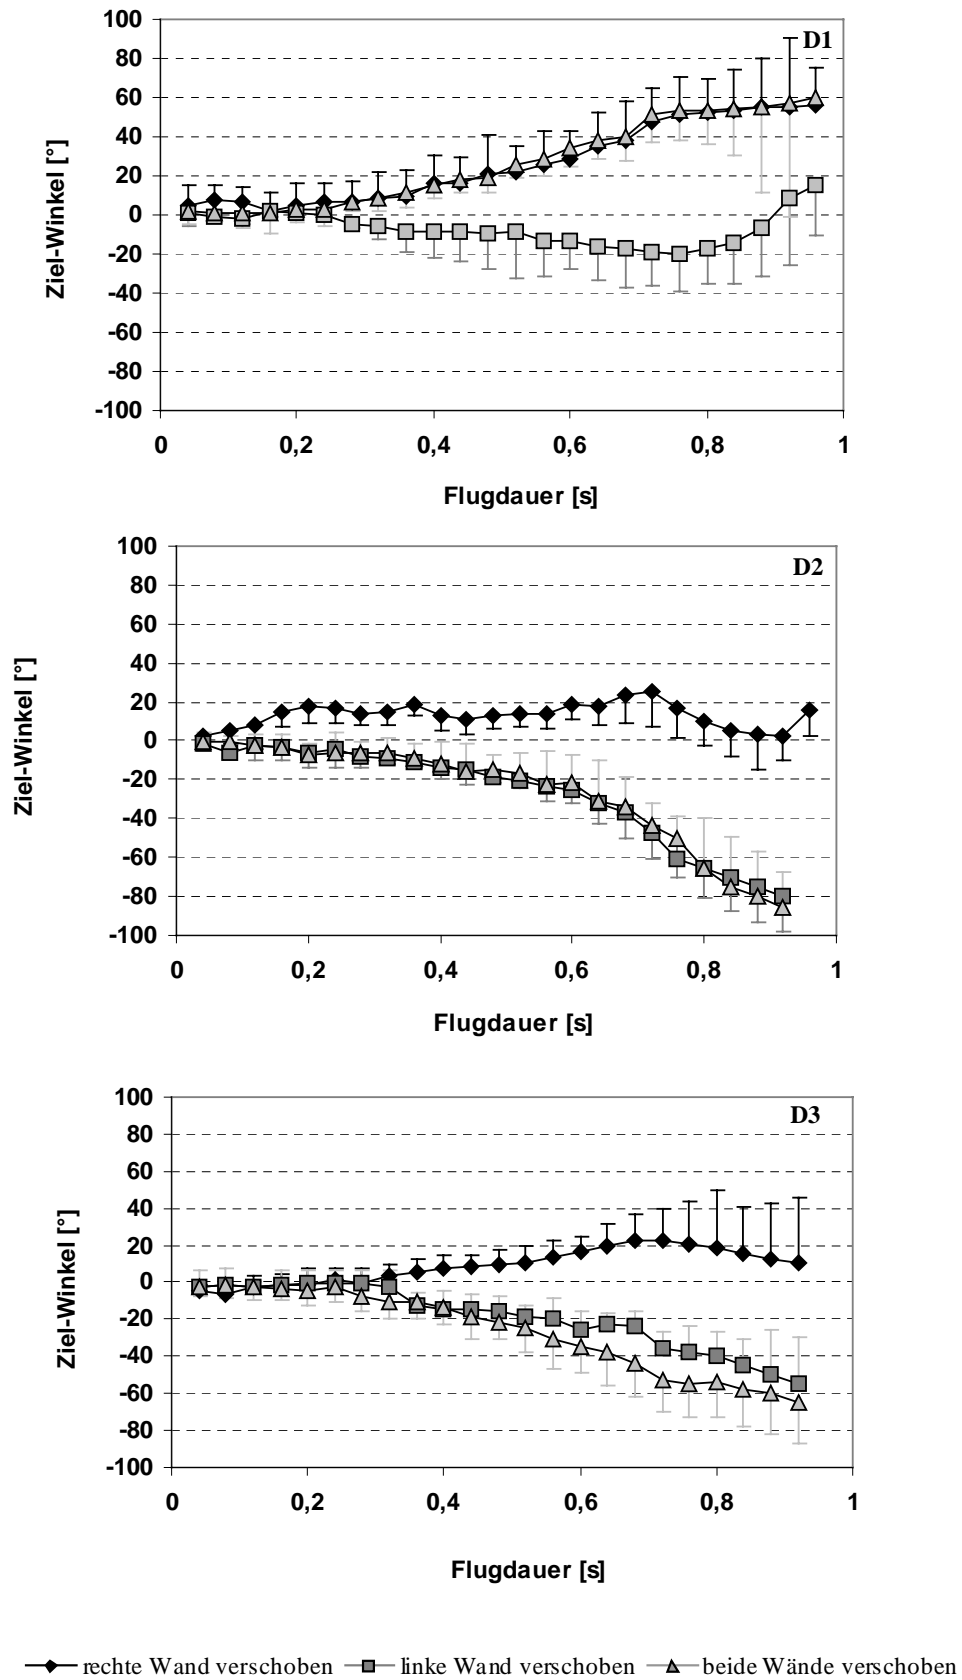 100
D1
80
60
40
20
0
-20
-40
-60
-80
-100
Ziel-Winkel [°]
0 0,2 0,4 0,6 0,8 1
Flugdauer [s]
100
D2
80
60
40
20
0
-20
-40
-60
-80
-100
Ziel-Winkel [°]
0 0,2 0,4 0,6 0,8 1
Flugdauer [s]
100
D3
80
60
40
20
0
-20
-40
-60
-80
-100
Ziel-Winkel [°]
0 0,2 0,4 0,6 0,8 1
Flugdauer [s]
rechte Wand verschoben linke Wand verschoben beide Wände verschoben